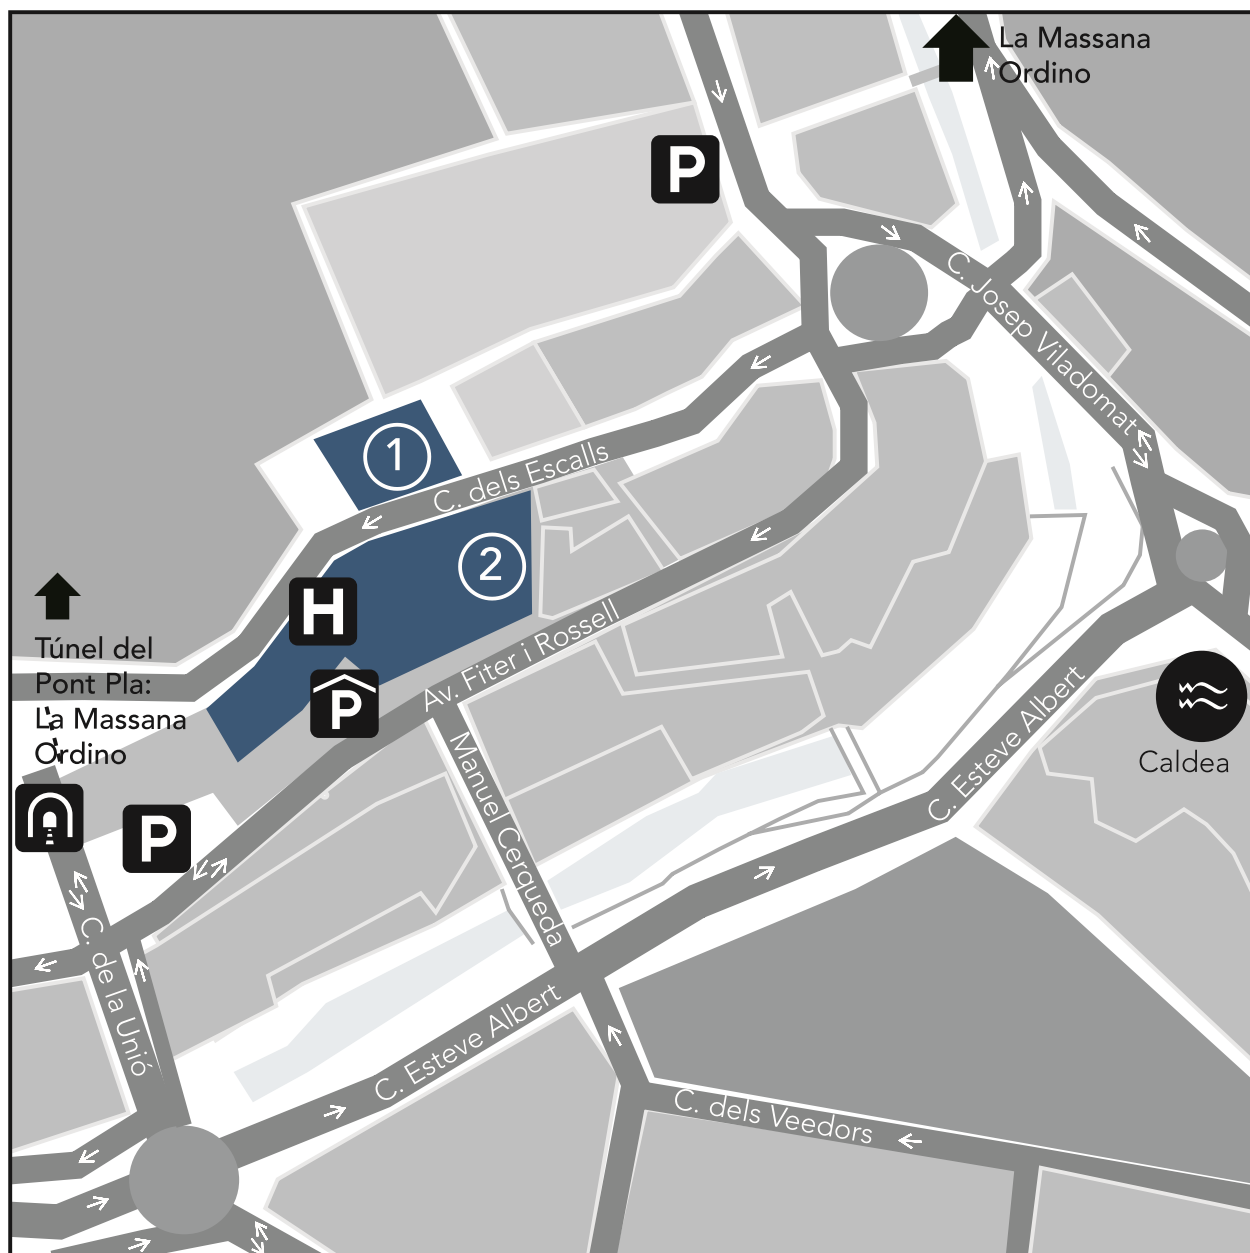 La Massana
Ordino
P
C. Josep Viladomat
1
C. dels Escalls
2
H
Túnel del
Pont Pla:
La Massana
Ordino
P
Av. Fiter i Rossell
Caldea
P
Manuel Cerqueda
C. Esteve Albert
C. de la Unió
C. Esteve Albert
C. dels Veedors